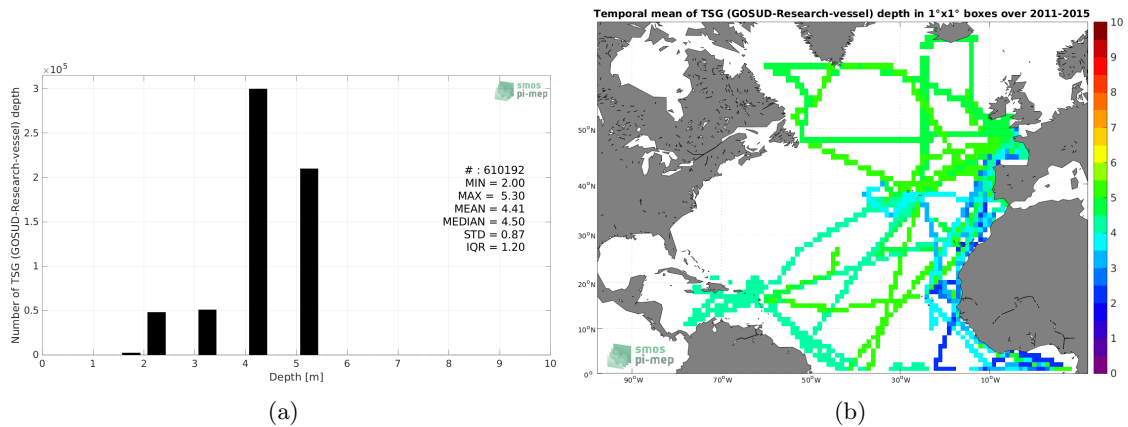 ×10⁵
3
2.5
2
1.5
1
0.5
0
Number of TSG (GOSUD-Research-vessel) depth
smos
pi-mep
# : 610192
MIN = 2.00
MAX = 5.30
MEAN = 4.41
MEDIAN = 4.50
STD = 0.87
IQR = 1.20
0 1 2 3 4 5 6 7 8 9 10
Depth [m]
(a)
Temporal mean of TSG (GOSUD-Research-vessel) depth in 1°x1° boxes over 2011-2015
50°N
40°N
30°N
20°N
10°N
0°
90°W 70°W 50°W 30°W 10°W
smos
pi-mep
10
9
8
7
6
5
4
3
2
1
0
(b)